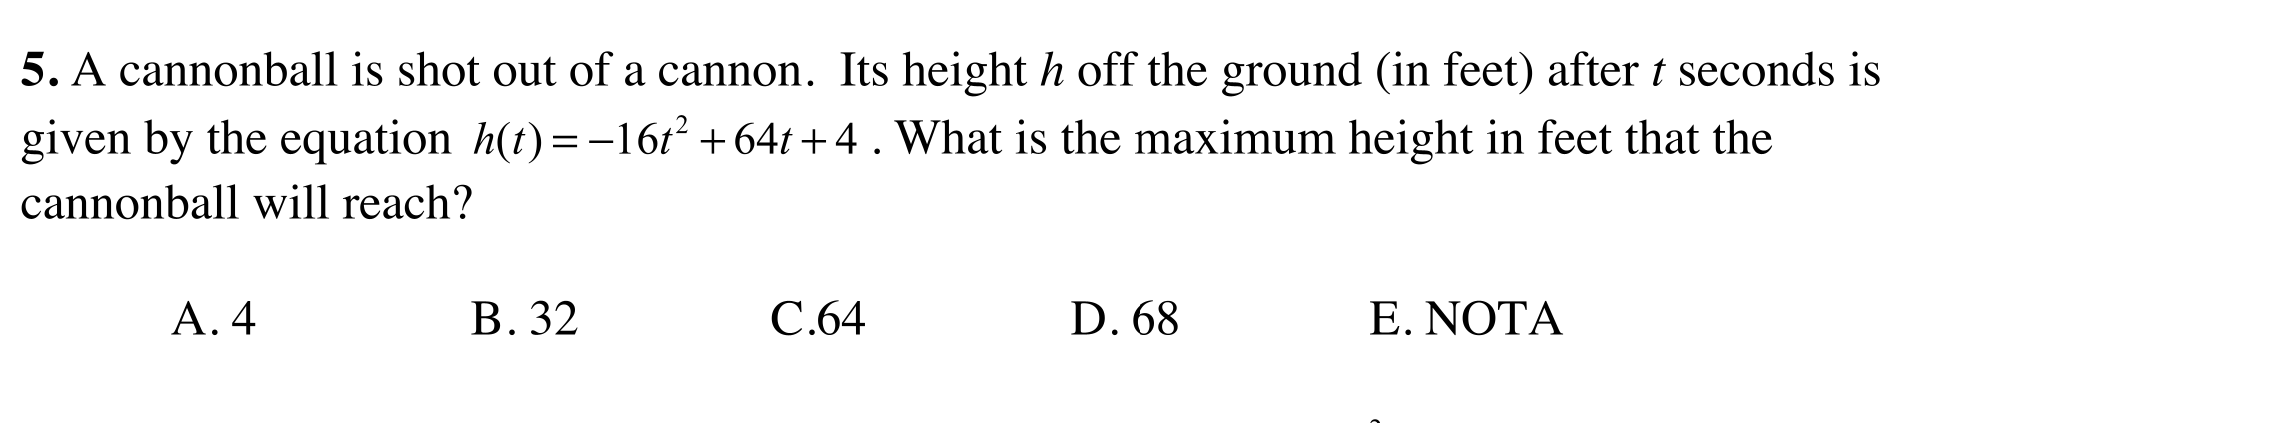 5. A cannonball is shot out of a cannon.  Its height h off the ground (in feet) after t seconds is
given by the equation h(t) = −16t² + 64t + 4 . What is the maximum height in feet that the
cannonball will reach?
A. 4 B. 32 C.64 D. 68 E. NOTA